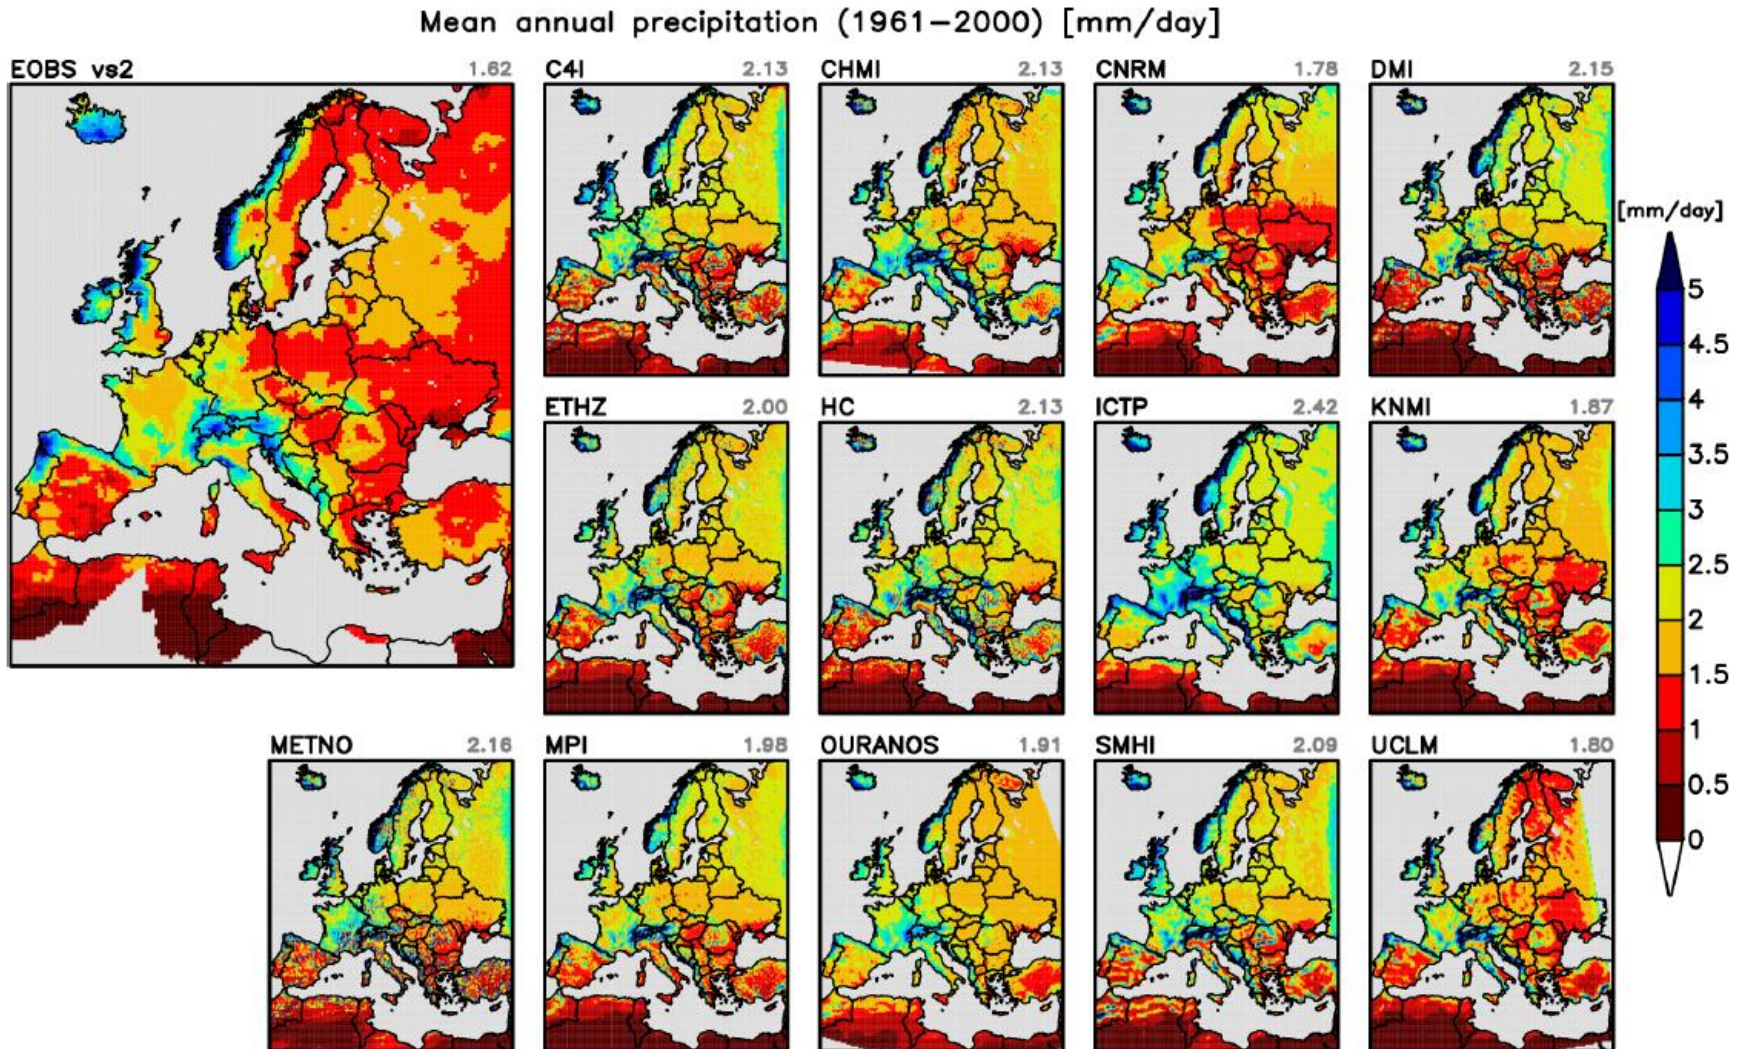 Mean annual precipitation (1961−2000) [mm/day]
EOBS vs2 1.62
C4I 2.13
CHMI 2.13
CNRM 1.78
DMI 2.15
[mm/day]
5
4.5
4
3.5
3
2.5
2
1.5
1
0.5
0
ETHZ 2.00
HC 2.13
ICTP 2.42
KNMI 1.87
METNO 2.16
MPI 1.98
OURANOS 1.91
SMHI 2.09
UCLM 1.80